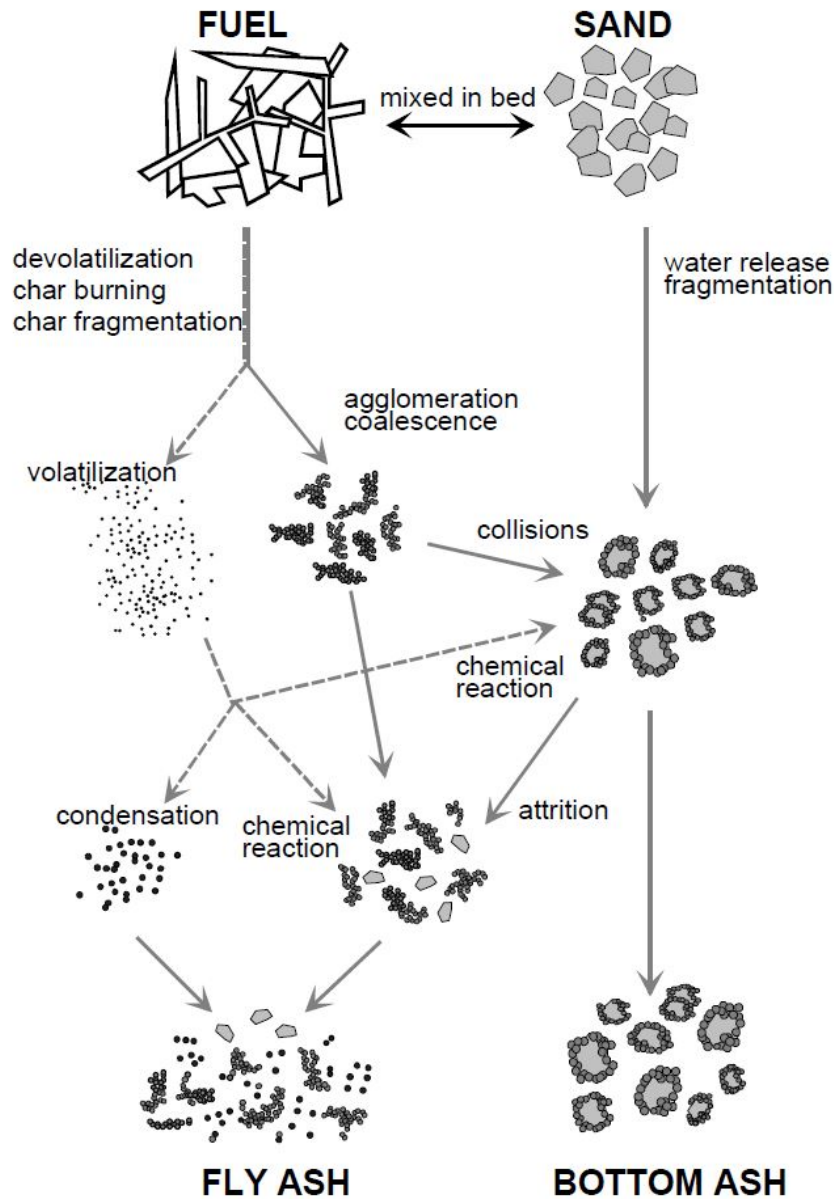 FUEL
SAND
mixed in bed
devolatilization
char burning
char fragmentation
water release
fragmentation
agglomeration
coalescence
volatilization
collisions
chemical
reaction
condensation
chemical
reaction
attrition
FLY ASH
BOTTOM ASH